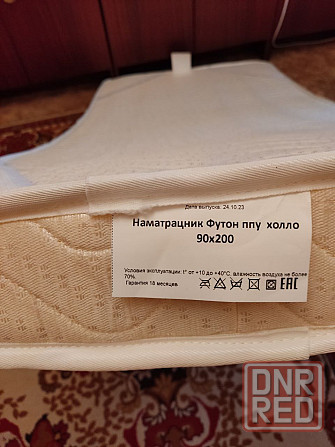 Дата выпуска: 24.10.23
Наматрацник Футон ппу холло
90х200
Условия эксплуатации: t° от +10 до +40°С, влажность воздуха не более
70%.
Гарантия 18 месяцев.
EAC
DNR
RED